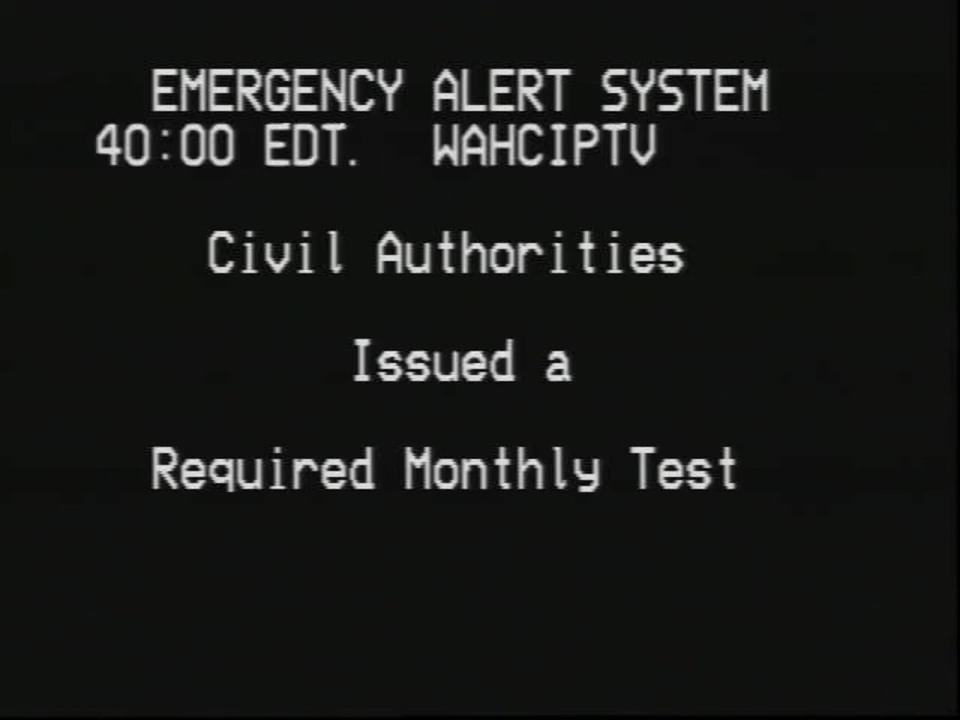 EMERGENCY ALERT SYSTEM
40:00 EDT. WAHCIPTV
Civil Authorities
Issued a
Required Monthly Test